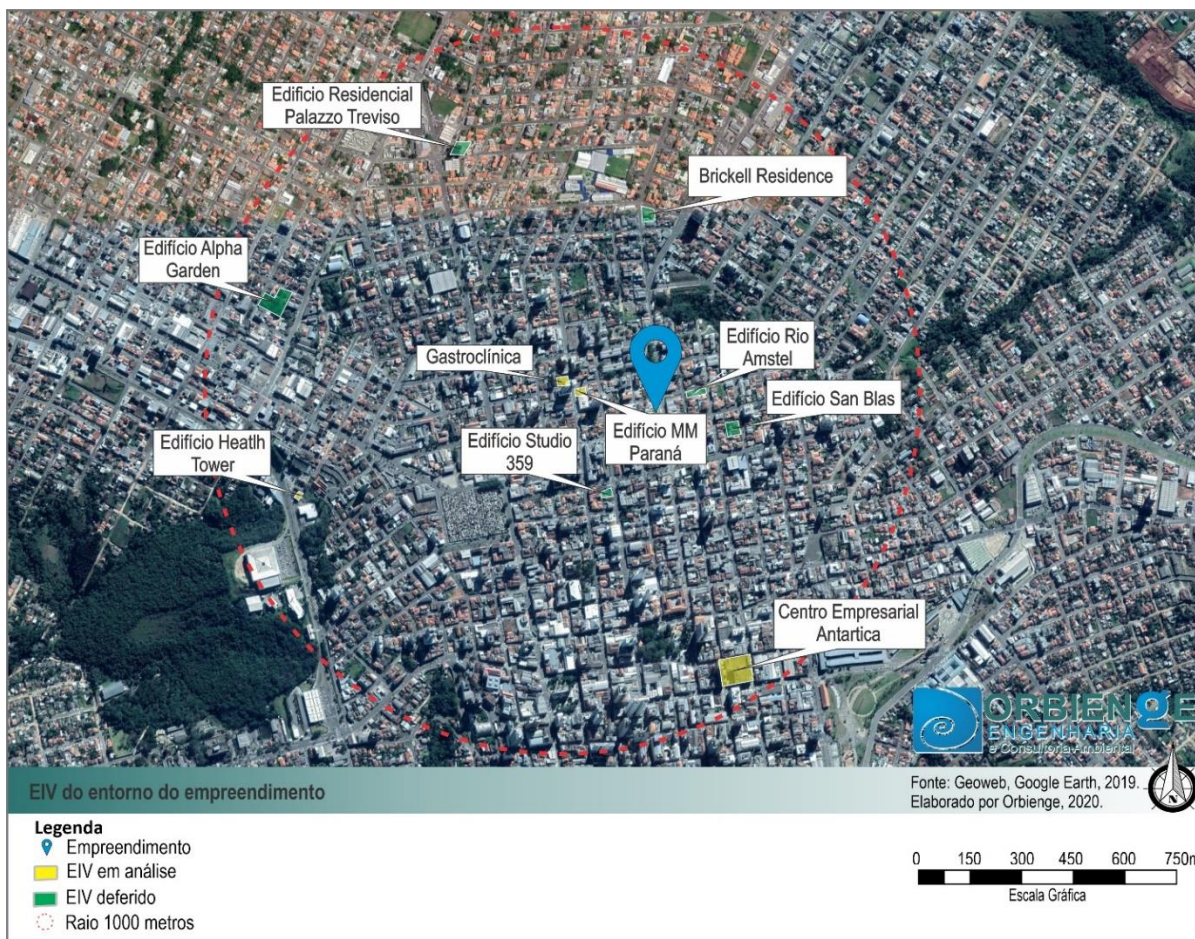 Edifício Residencial
Palazzo Treviso
Brickell Residence
Edifício Alpha
Garden
Gastroclínica
Edifício Rio
Amstel
Edifício San Blas
Edifício MM
Paraná
Edifício Studio
359
Edifício Heatlh
Tower
Centro Empresarial
Antartica
ORBIENGE
ENGENHARIA
e Consultoria Ambiental
EIV do entorno do empreendimento
Fonte: Geoweb, Google Earth, 2019.
Elaborado por Orbienge, 2020.
N
Legenda
Empreendimento
EIV em análise
EIV deferido
Raio 1000 metros
0 150 300 450 600 750m
Escala Gráfica